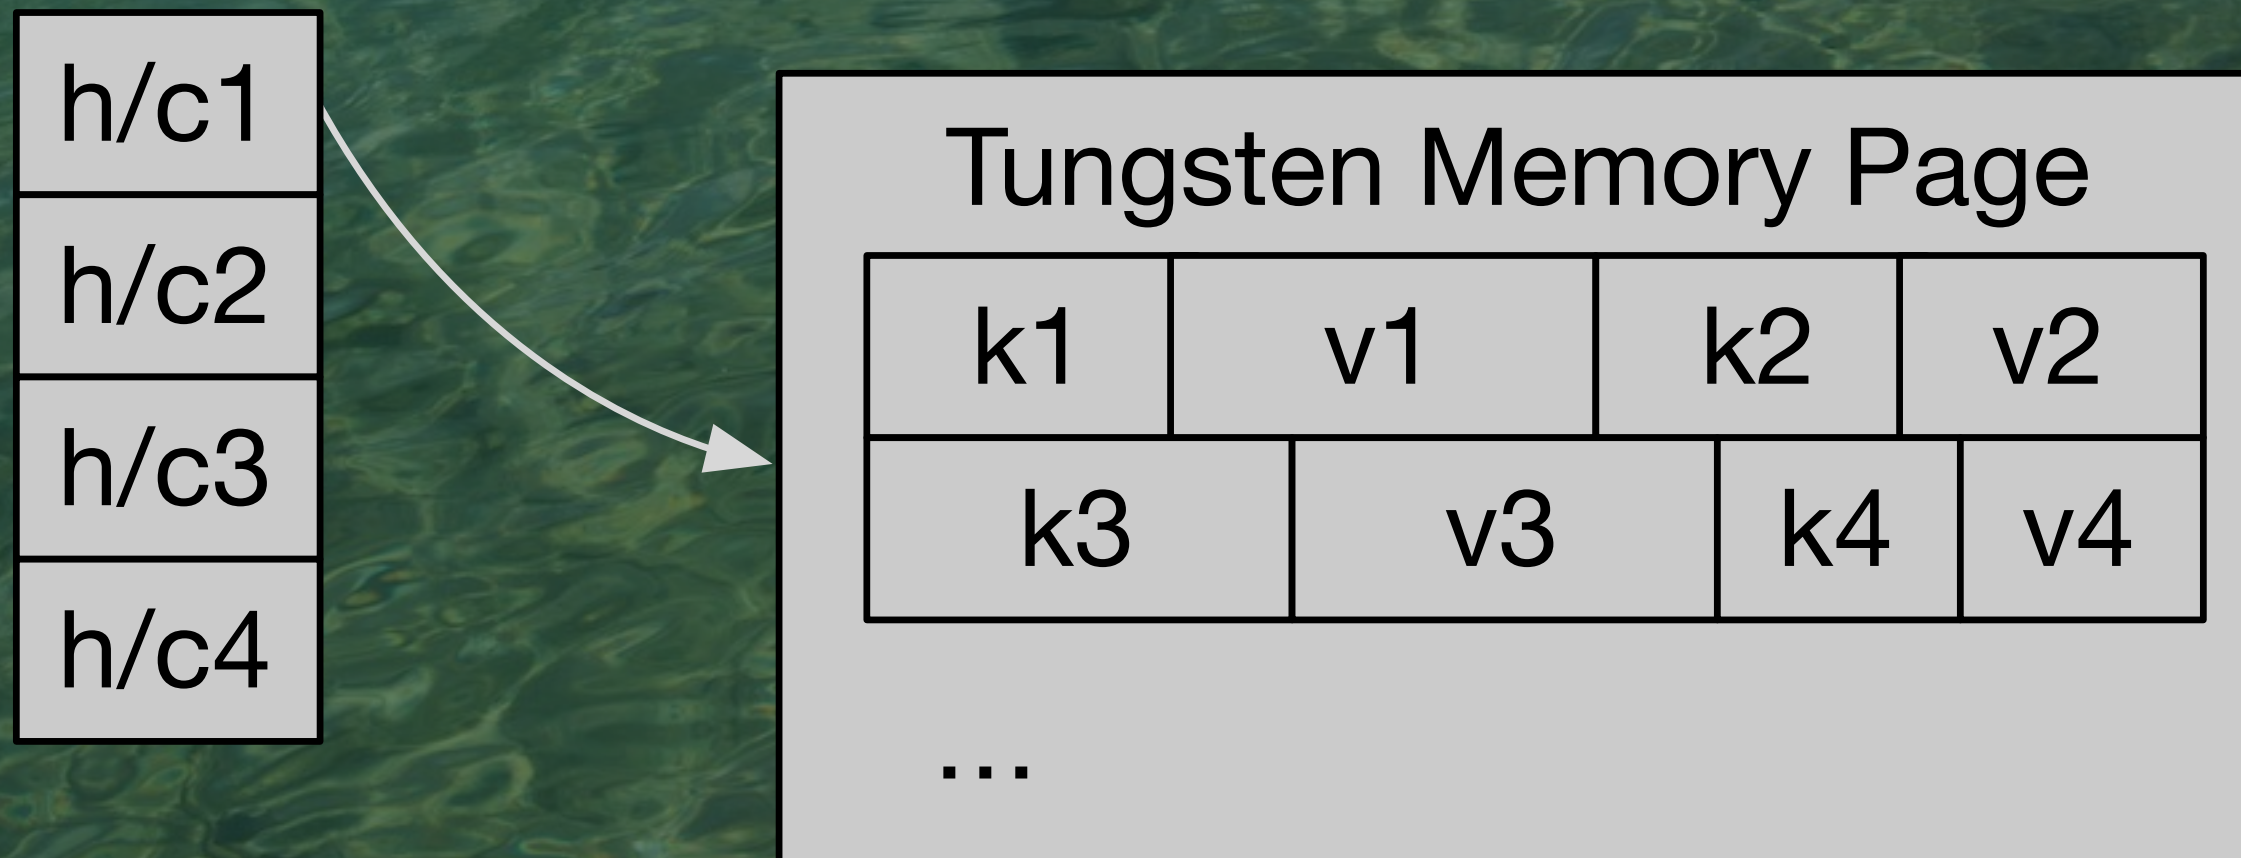 h/c1
h/c2
h/c3
h/c4
Tungsten Memory Page
k1 v1 k2 v2
k3 v3 k4 v4
...